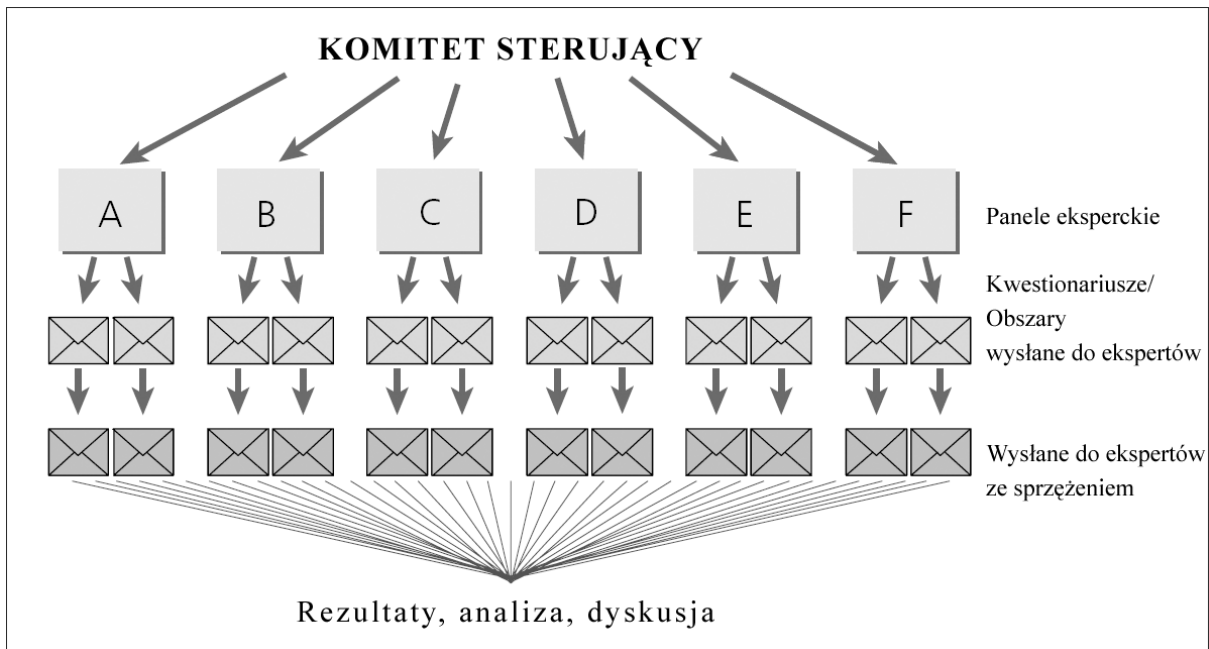 KOMITET STERUJĄCY
A
B
C
D
E
F
Panele eksperckie
Kwestionariusze/
Obszary
wysłane do ekspertów
Wysłane do ekspertów
ze sprzężeniem
Rezultaty, analiza, dyskusja